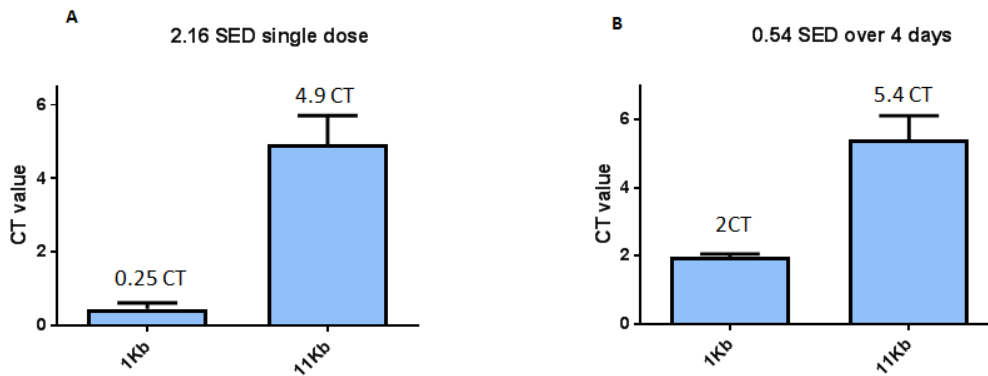 A
2.16 SED single dose
CT value
6
4
2
0
0.25 CT
4.9 CT
1Kb
11Kb
B
0.54 SED over 4 days
CT value
6
4
2
0
2CT
5.4 CT
1Kb
11Kb